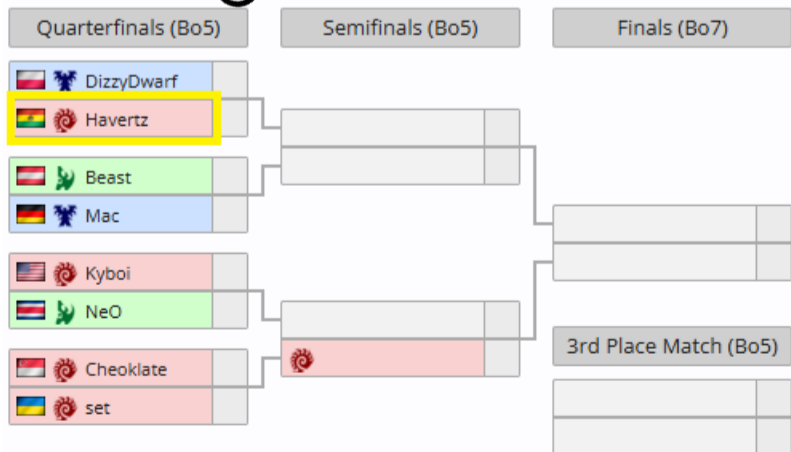 Quarterfinals (Bo5)
Semifinals (Bo5)
Finals (Bo7)
DizzyDwarf
Havertz
Beast
Mac
Kyboi
NeO
Cheoklate
set
3rd Place Match (Bo5)